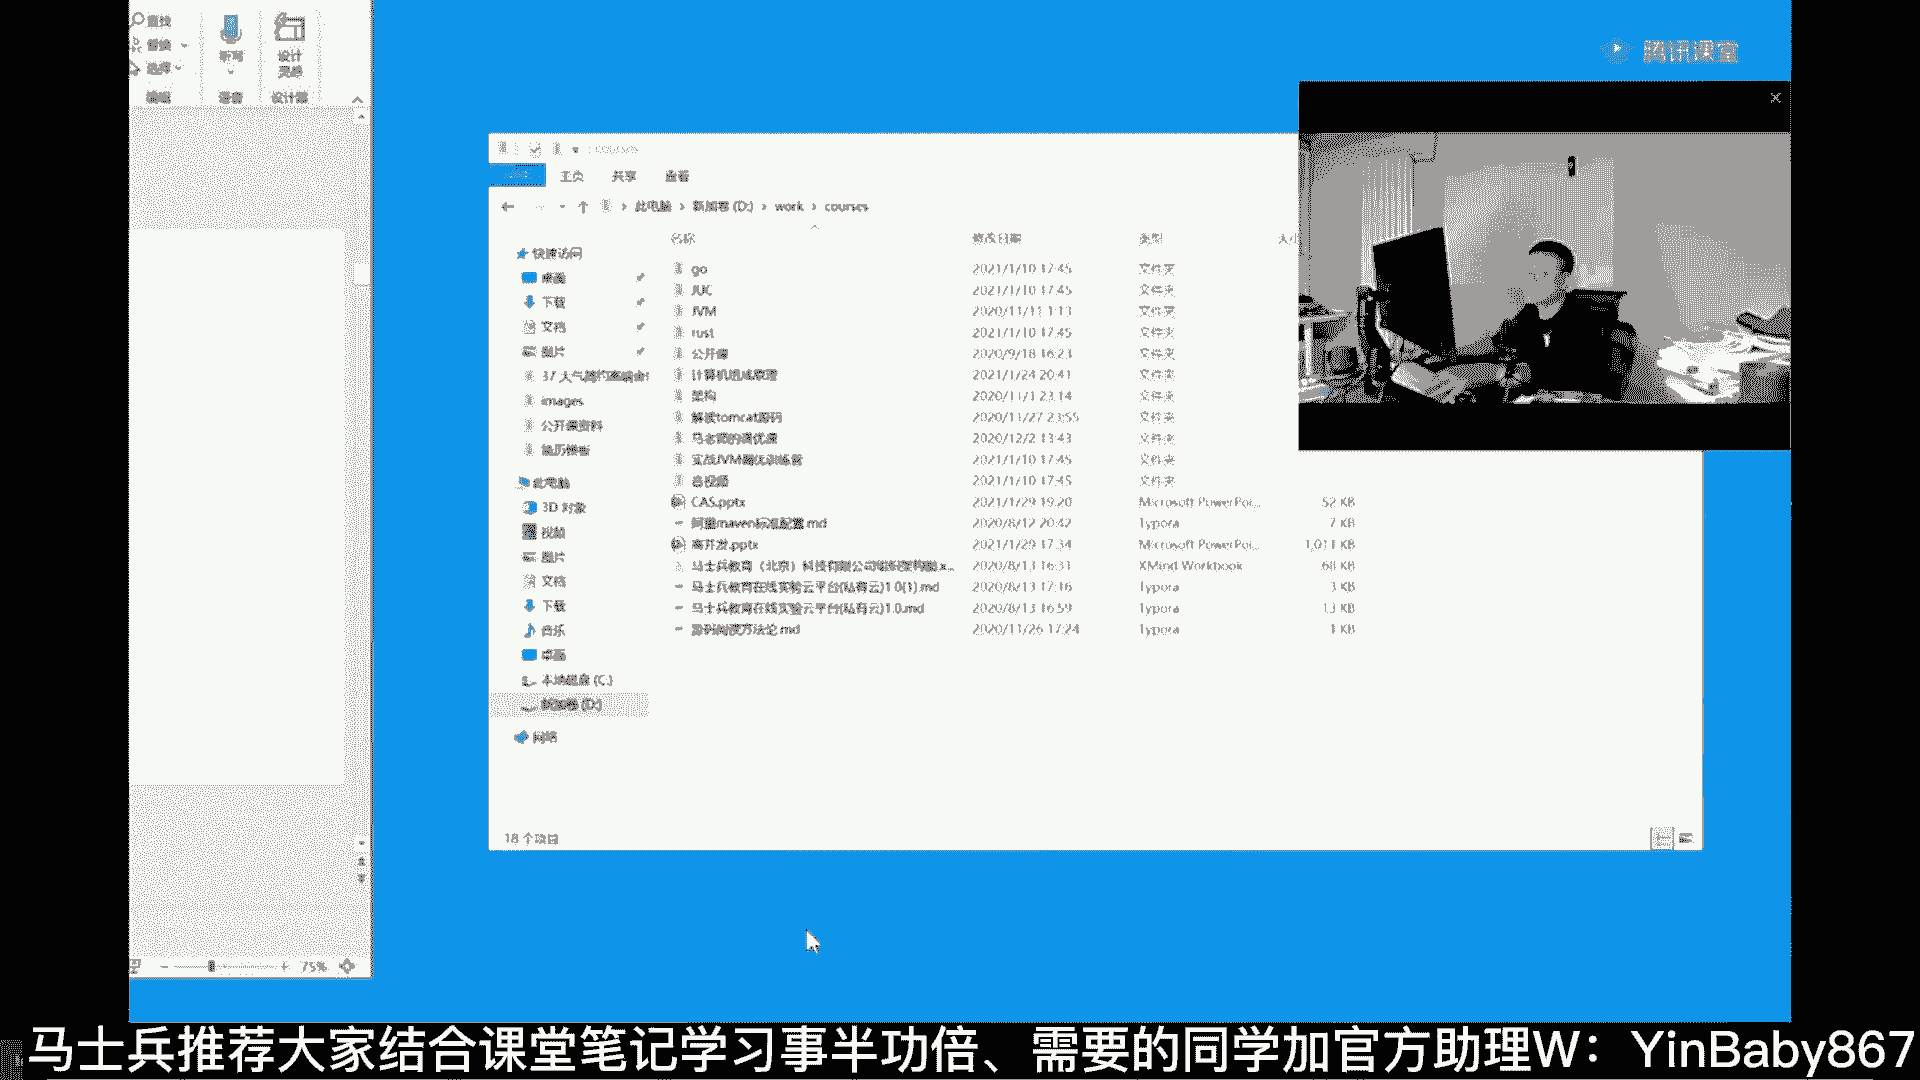 查找
替换
选择
编辑
听写
语音
设计
灵感
设计器
腾讯课堂
courses
主页 共享 查看
此电脑 › 新加卷 (D:) › work › courses
名称 修改日期 类型 大小
go 2021/1/10 17:45 文件夹
JUC 2021/1/10 17:45 文件夹
JVM 2020/11/11 1:13 文件夹
rust 2021/1/10 17:45 文件夹
公开课 2020/9/18 16:23 文件夹
计算机组成原理 2021/1/24 20:41 文件夹
架构 2020/11/1 23:14 文件夹
解读tomcat源码 2020/11/27 23:55 文件夹
马老师的调优课 2020/12/2 13:43 文件夹
实战JVM调优训练营 2021/1/10 17:45 文件夹
音视频 2021/1/10 17:45 文件夹
CAS.pptx 2021/1/29 19:20 Microsoft PowerPoi... 52 KB
阿里maven标准配置.md 2020/8/12 20:42 Typora 7 KB
高并发.pptx 2021/1/29 17:34 Microsoft PowerPoi... 1,011 KB
马士兵教育（北京）科技有限公司组织架构图.x... 2020/8/13 16:31 XMind Workbook 68 KB
马士兵教育在线实验云平台(私有云)1.0(1).md 2020/8/13 17:16 Typora 3 KB
马士兵教育在线实验云平台(私有云)1.0.md 2020/8/13 16:59 Typora 13 KB
源码阅读方法论.md 2020/11/26 17:24 Typora 1 KB
快速访问
桌面
下载
文档
图片
images
公开课资料
简历模板
此电脑
3D 对象
视频
图片
文档
下载
音乐
桌面
本地磁盘 (C:)
新加卷 (D:)
网络
18 个项目
75%
马士兵推荐大家结合课堂笔记学习事半功倍、需要的同学加官方助理W：YinBaby867